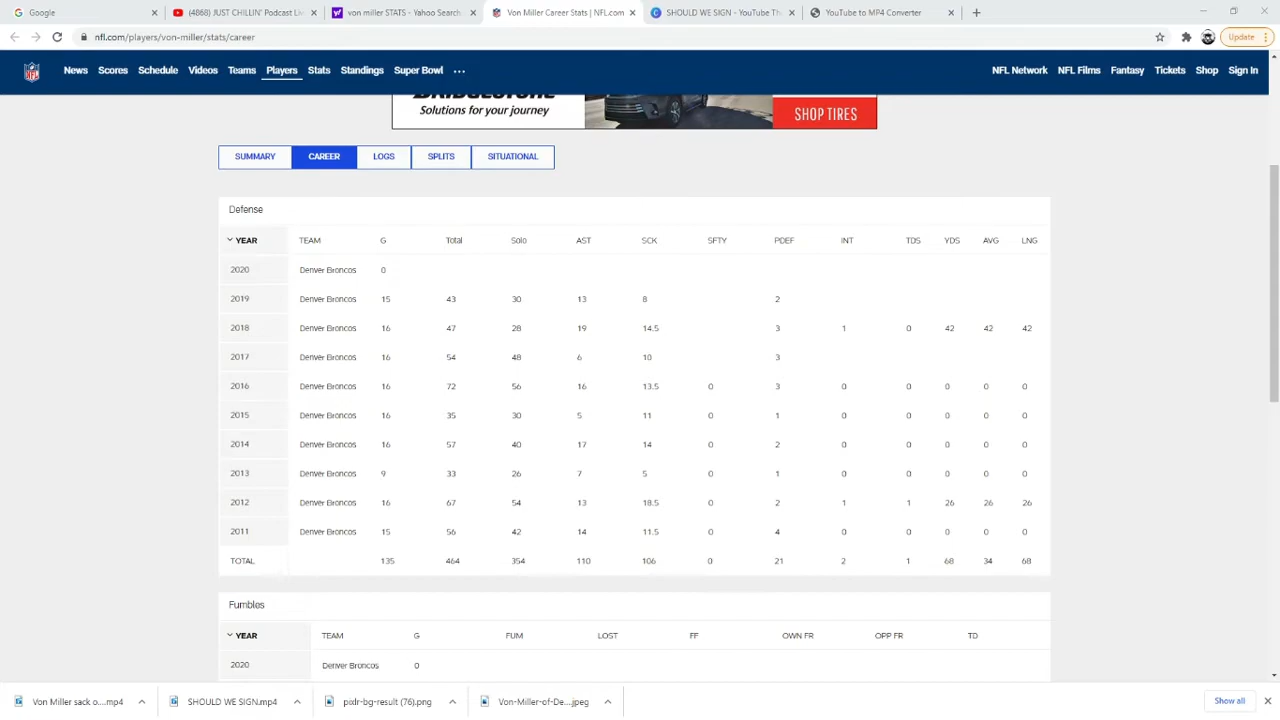 Google
(4868) JUST CHILLIN' Podcast Li
von miller STATS - Yahoo Search
Von Miller Career Stats | NFL.com
SHOULD WE SIGN - YouTube Th
YouTube to MP4 Converter
nfl.com/players/von-miller/stats/career
Update
NFL
News Scores Schedule Videos Teams Players Stats Standings Super Bowl ...
NFL Network NFL Films Fantasy Tickets Shop Sign In
BRIDGESTONE
Solutions for your journey
SHOP TIRES
SUMMARY CAREER LOGS SPLITS SITUATIONAL
Defense
YEAR TEAM G Total Solo AST SCK SFTY PDEF INT TDS YDS AVG LNG
2020 Denver Broncos 0
2019 Denver Broncos 15 43 30 13 8 2
2018 Denver Broncos 16 47 28 19 14.5 3 1 0 42 42 42
2017 Denver Broncos 16 54 48 6 10 3
2016 Denver Broncos 16 72 56 16 13.5 0 3 0 0 0 0 0
2015 Denver Broncos 16 35 30 5 11 0 1 0 0 0 0 0
2014 Denver Broncos 16 57 40 17 14 0 2 0 0 0 0 0
2013 Denver Broncos 9 33 26 7 5 0 1 0 0 0 0 0
2012 Denver Broncos 16 67 54 13 18.5 0 2 1 1 26 26 26
2011 Denver Broncos 15 56 42 14 11.5 0 4 0 0 0 0 0
TOTAL 135 464 354 110 106 0 21 2 1 68 34 68
Fumbles
YEAR TEAM G FUM LOST FF OWN FR OPP FR TD
2020 Denver Broncos 0
Von Miller sack o....mp4
SHOULD WE SIGN.mp4
pixlr-bg-result (76).png
Von-Miller-of-De....jpeg
Show all